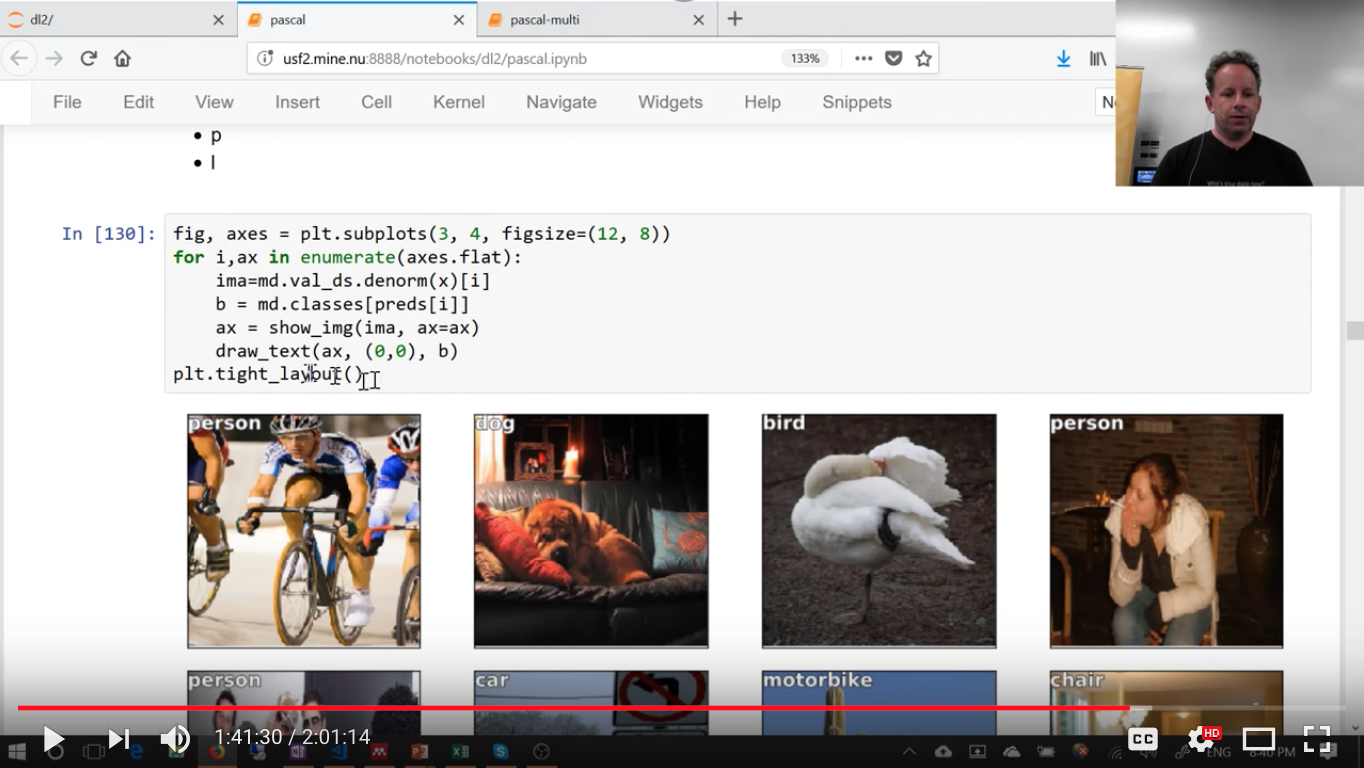 dl2/
pascal
pascal-multi
usf2.mine.nu:8888/notebooks/dl2/pascal.ipynb
133%
File Edit View Insert Cell Kernel Navigate Widgets Help Snippets
• p
• l
In [130]:
fig, axes = plt.subplots(3, 4, figsize=(12, 8))
for i,ax in enumerate(axes.flat):
    ima=md.val_ds.denorm(x)[i]
    b = md.classes[preds[i]]
    ax = show_img(ima, ax=ax)
    draw_text(ax, (0,0), b)
plt.tight_layout()
person dog bird person
person car motorbike chair
1:41:30 / 2:01:14
CC
HD
ENG
8:40 PM